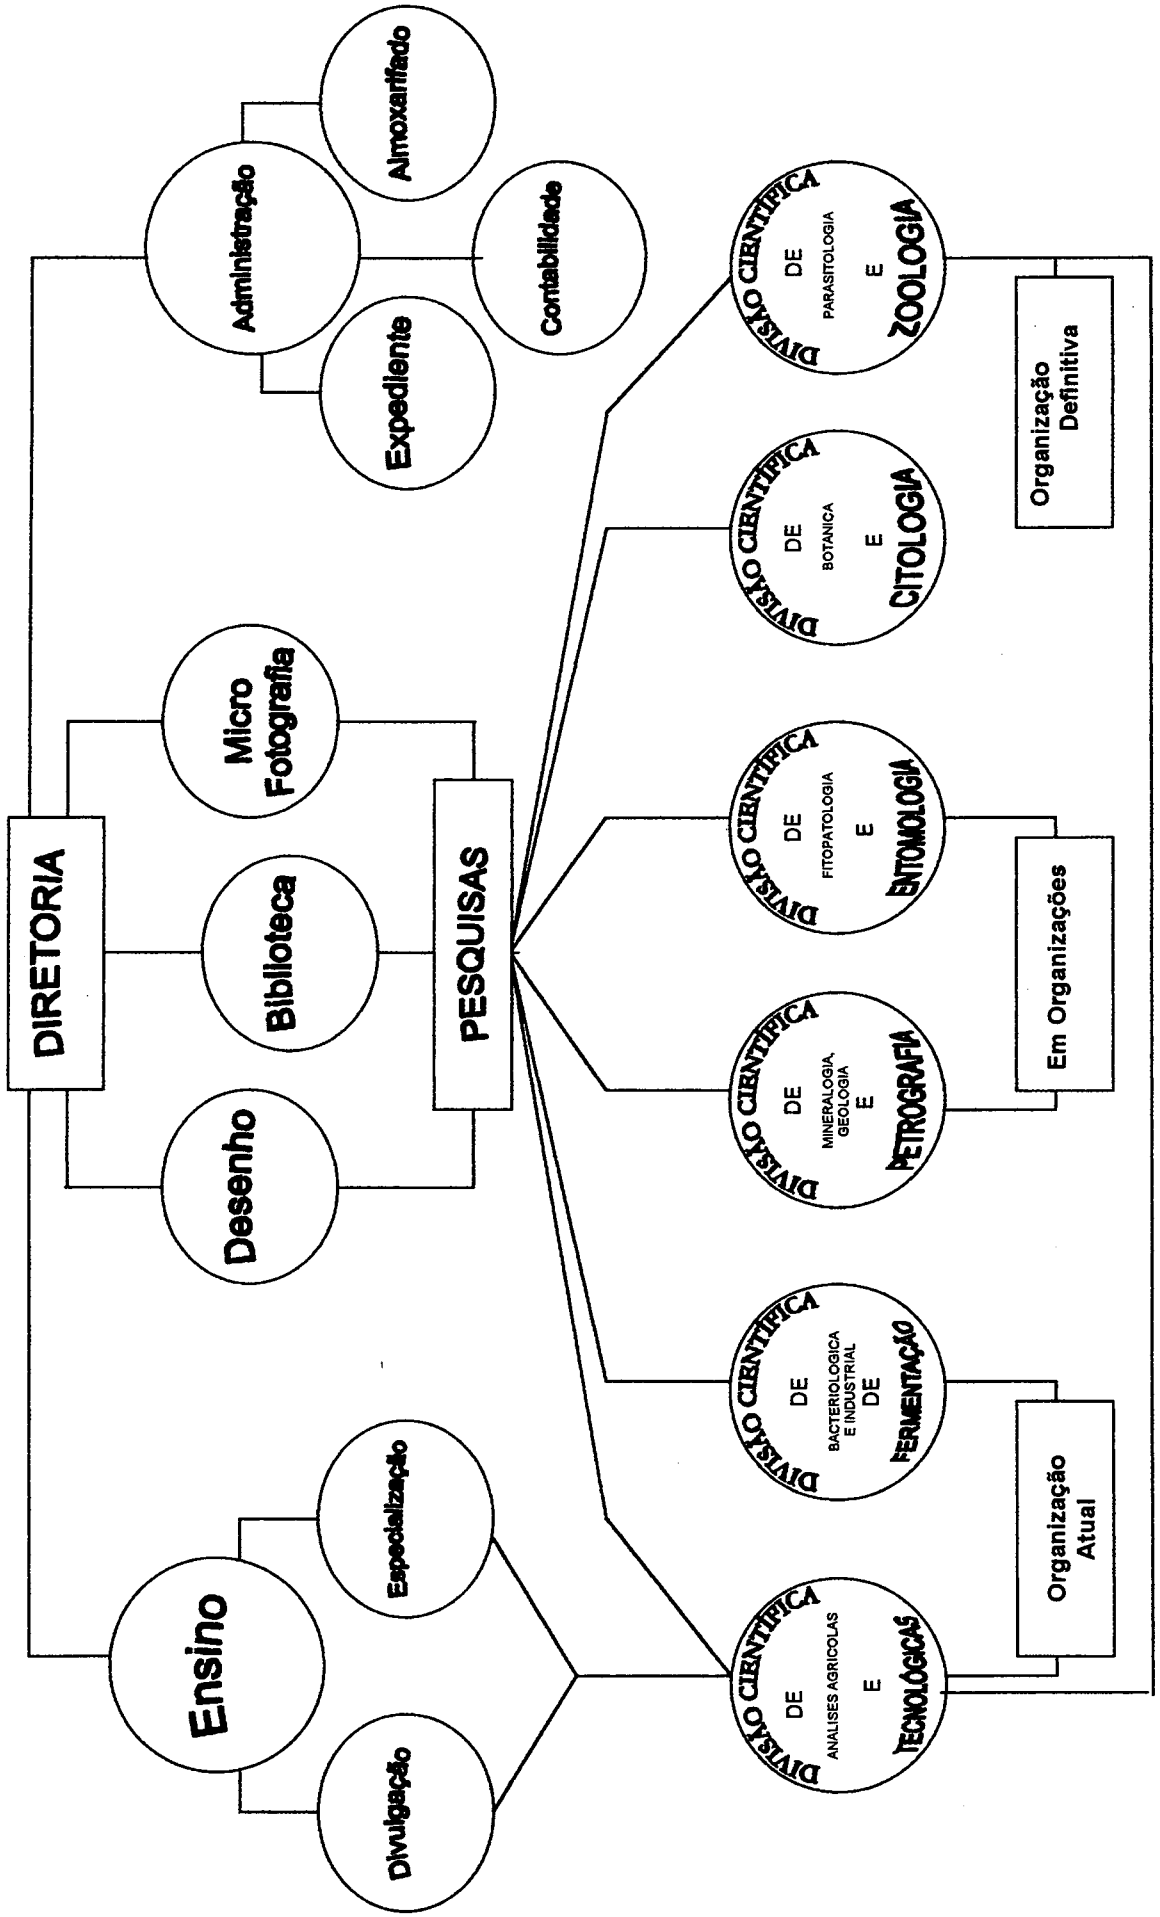 DIRETORIA
Ensino
Desenho
Biblioteca
Micro
Fotografia
Administração
Divulgação
Especialização
Expediente
Almoxarifado
Contabilidade
PESQUISAS
DIVISÃO CIENTÍFICA
DE
ANALISES AGRICOLAS
E
TECNOLÓGICAS
DIVISÃO CIENTÍFICA
DE
BACTERIOLOGICA
E INDUSTRIAL
DE
FERMENTAÇÃO
DIVISÃO CIENTÍFICA
DE
MINERALOGIA,
GEOLOGIA
E
PETROGRAFIA
DIVISÃO CIENTÍFICA
DE
FITOPATOLOGIA
E
ENTOMOLOGIA
DIVISÃO CIENTÍFICA
DE
BOTANICA
E
CITOLOGIA
DIVISÃO CIENTÍFICA
DE
PARASITOLOGIA
E
ZOOLOGIA
Organização
Atual
Em Organizações
Organização
Definitiva